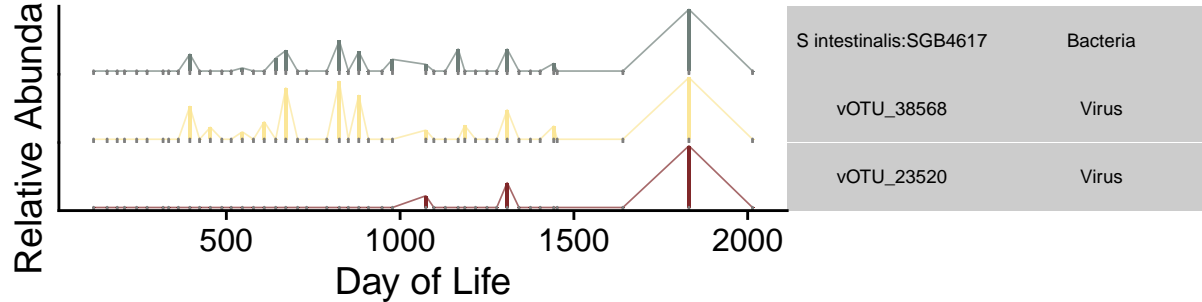 Relative Abunda
S intestinalis:SGB4617 Bacteria
vOTU_38568 Virus
vOTU_23520 Virus
500 1000 1500 2000
Day of Life